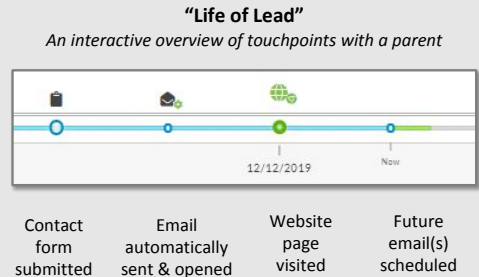 “Life of Lead”
An interactive overview of touchpoints with a parent
12/12/2019
Now
Contact
form
submitted
Email
automatically
sent & opened
Website
page
visited
Future
email(s)
scheduled